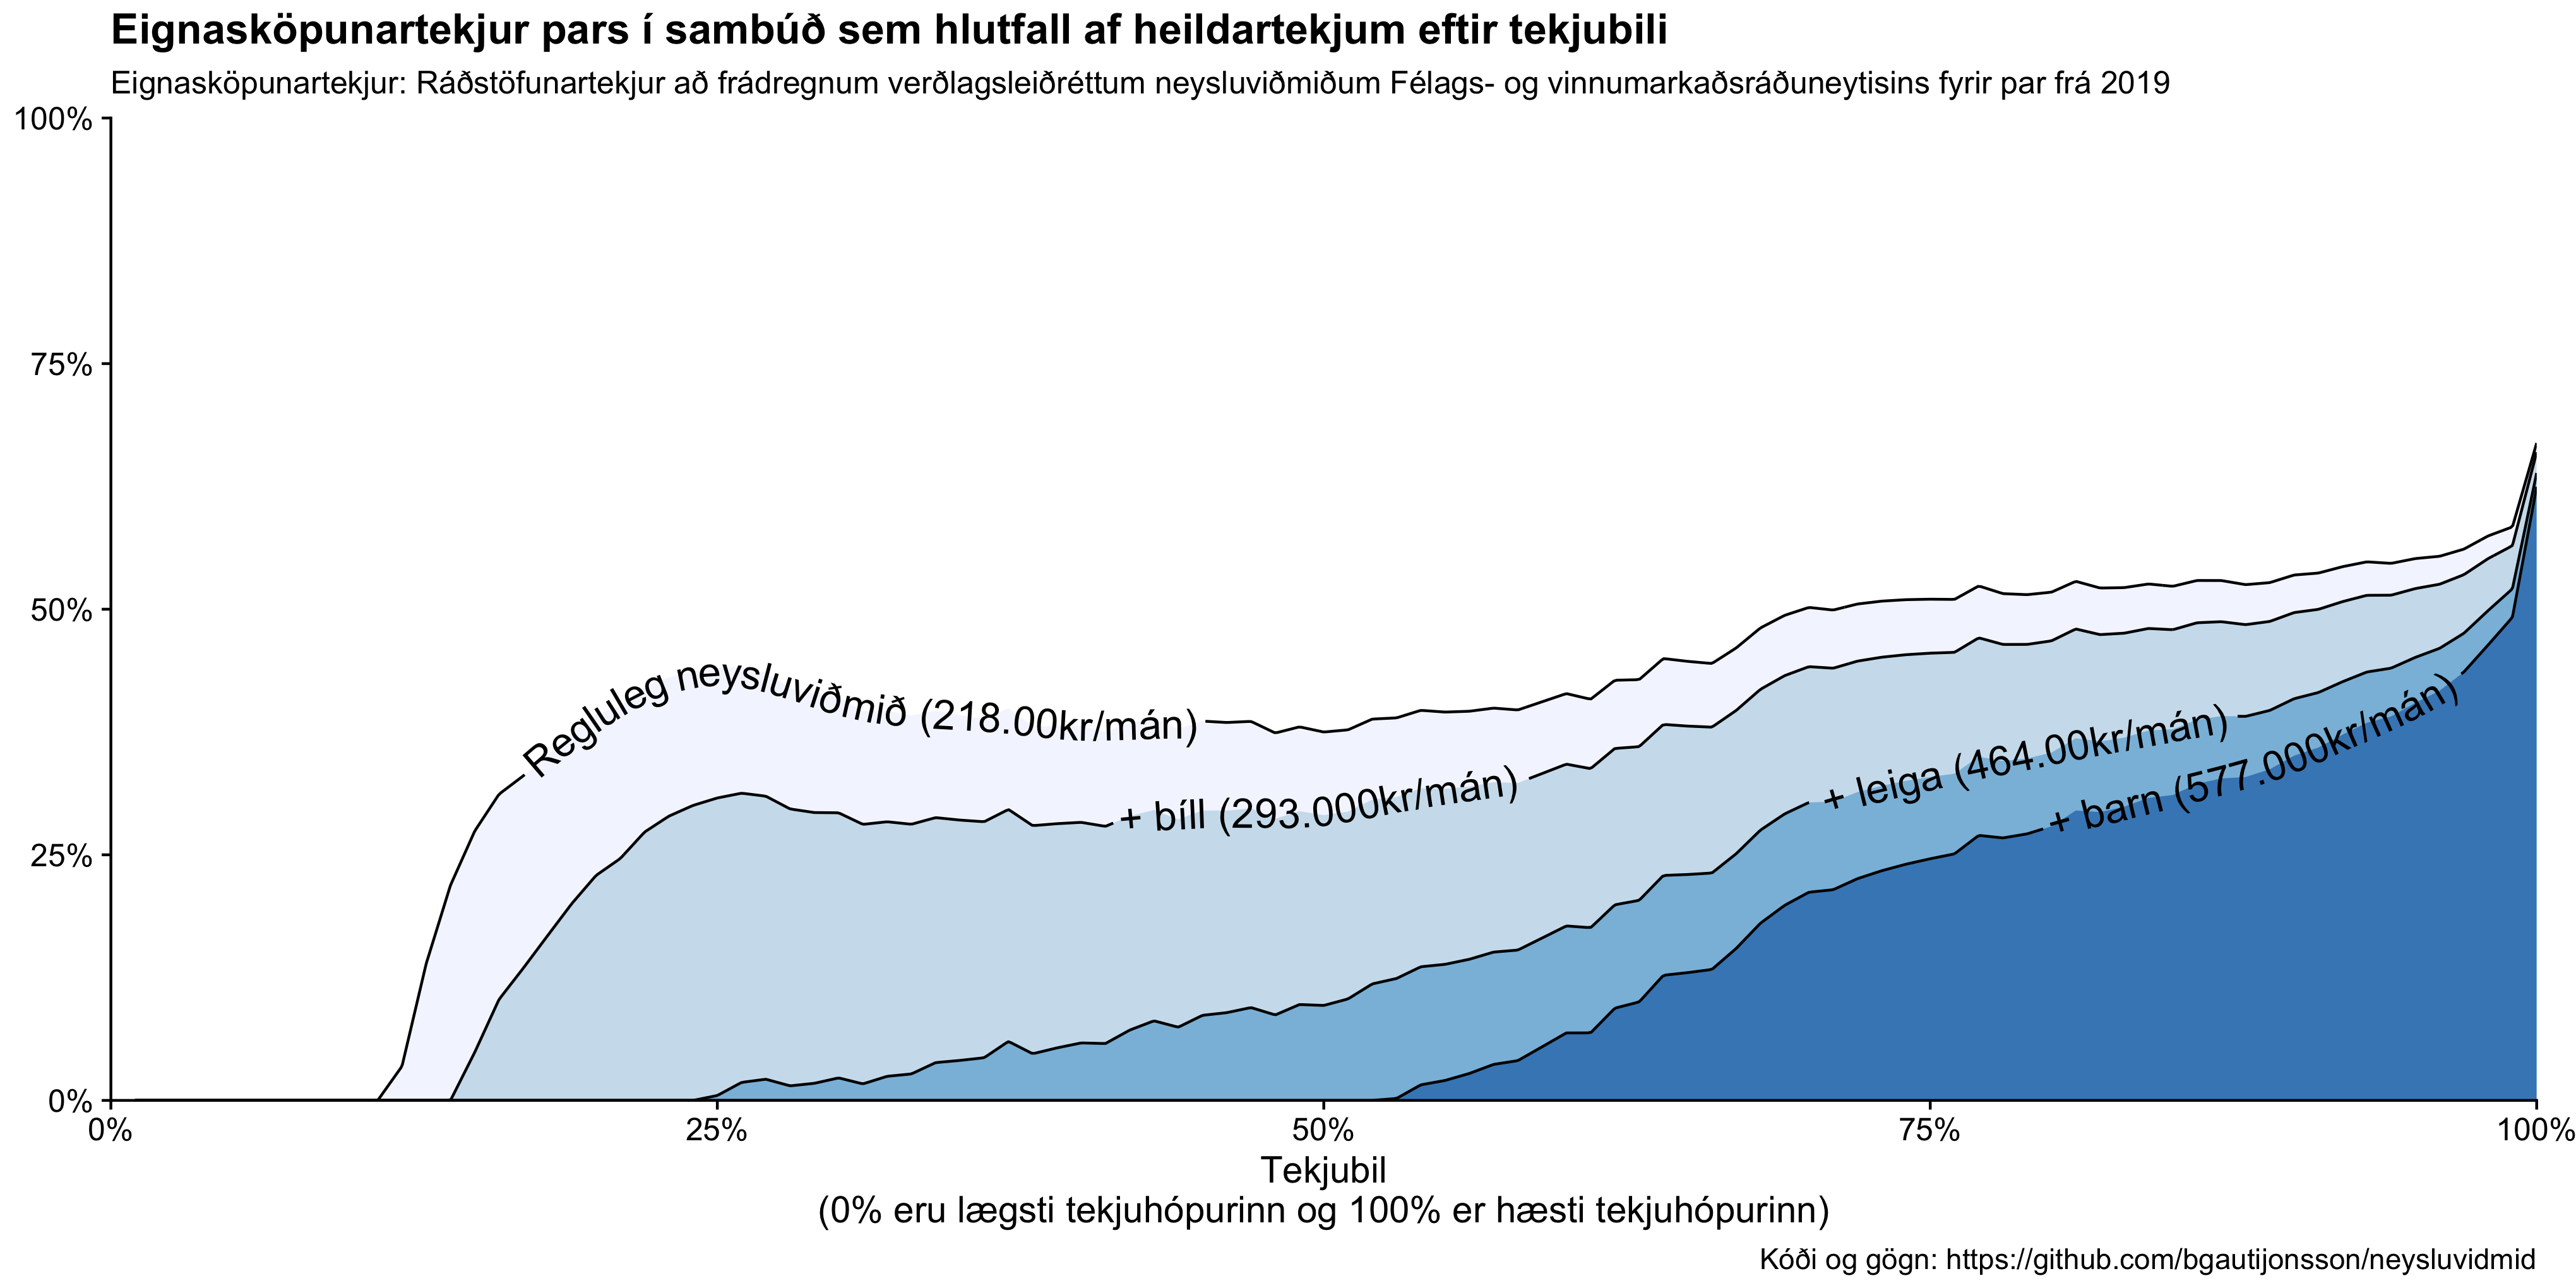 Eignasköpunartekjur pars í sambúð sem hlutfall af heildartekjum eftir tekjubili
Eignasköpunartekjur: Ráðstöfunartekjur að frádregnum verðlagsleiðréttum neysluviðmiðum Félags- og vinnumarkaðsráðuneytisins fyrir par frá 2019
100%
75%
50%
25%
0%
Regluleg neysluviðmið (218.00kr/mán)
+ bíll (293.000kr/mán)
+ leiga (464.00kr/mán)
+ barn (577.000kr/mán)
0%
25%
50%
75%
100%
Tekjubil
(0% eru lægsti tekjuhópurinn og 100% er hæsti tekjuhópurinn)
Kóði og gögn: https://github.com/bgautijonsson/neysluvidmid